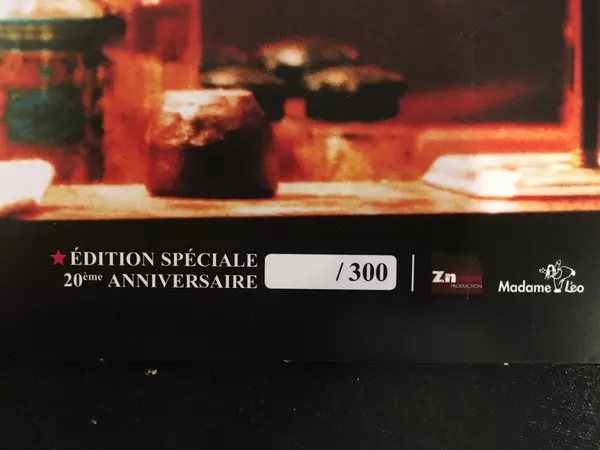 ★ ÉDITION SPÉCIALE
20ème ANNIVERSAIRE
/ 300
Zn
PRODUCTION
Madame Léo